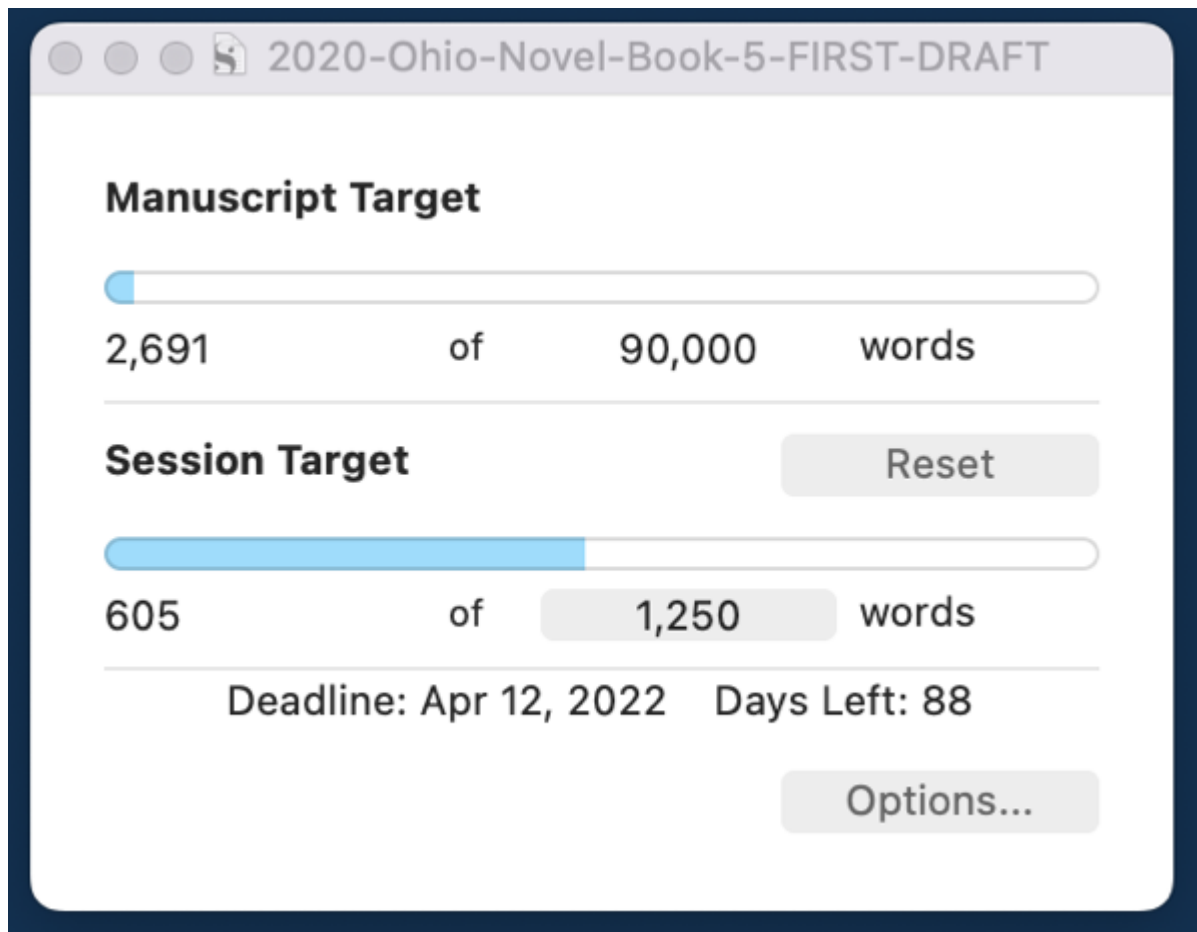 2020-Ohio-Novel-Book-5-FIRST-DRAFT
Manuscript Target
2,691 of 90,000 words
Session Target Reset
605 of 1,250 words
Deadline: Apr 12, 2022 Days Left: 88
Options...